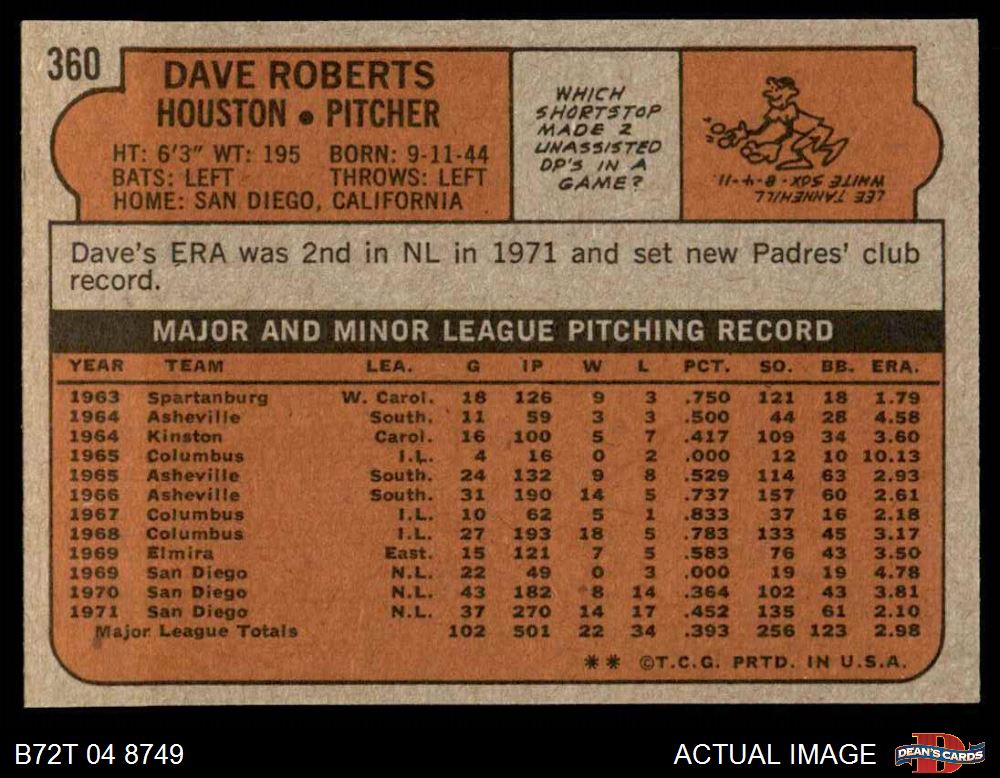 360
DAVE ROBERTS
HOUSTON • PITCHER
HT: 6'3" WT: 195 BORN: 9-11-44
BATS: LEFT THROWS: LEFT
HOME: SAN DIEGO, CALIFORNIA
WHICH
SHORTSTOP
MADE 2
UNASSISTED
DP'S IN A
GAME?
LEE TANNEHILL
WHITE SOX - 8-4-11.
Dave's ERA was 2nd in NL in 1971 and set new Padres' club
record.
MAJOR AND MINOR LEAGUE PITCHING RECORD
YEAR TEAM LEA. G IP W L PCT. SO. BB. ERA.
1963 Spartanburg W. Carol. 18 126 9 3 .750 121 18 1.79
1964 Asheville South. 11 59 3 3 .500 44 28 4.58
1964 Kinston Carol. 16 100 5 7 .417 109 34 3.60
1965 Columbus I.L. 4 16 0 2 .000 12 10 10.13
1965 Asheville South. 24 132 9 8 .529 114 63 2.93
1966 Asheville South. 31 190 14 5 .737 157 60 2.61
1967 Columbus I.L. 10 62 5 1 .833 37 16 2.18
1968 Columbus I.L. 27 193 18 5 .783 133 45 3.17
1969 Elmira East. 15 121 7 5 .583 76 43 3.50
1969 San Diego N.L. 22 49 0 3 .000 19 19 4.78
1970 San Diego N.L. 43 182 8 14 .364 102 43 3.81
1971 San Diego N.L. 37 270 14 17 .452 135 61 2.10
Major League Totals 102 501 22 34 .393 256 123 2.98
** ©T.C.G. PRTD. IN U.S.A.
B72T 04 8749
ACTUAL IMAGE
DEAN'S CARDS